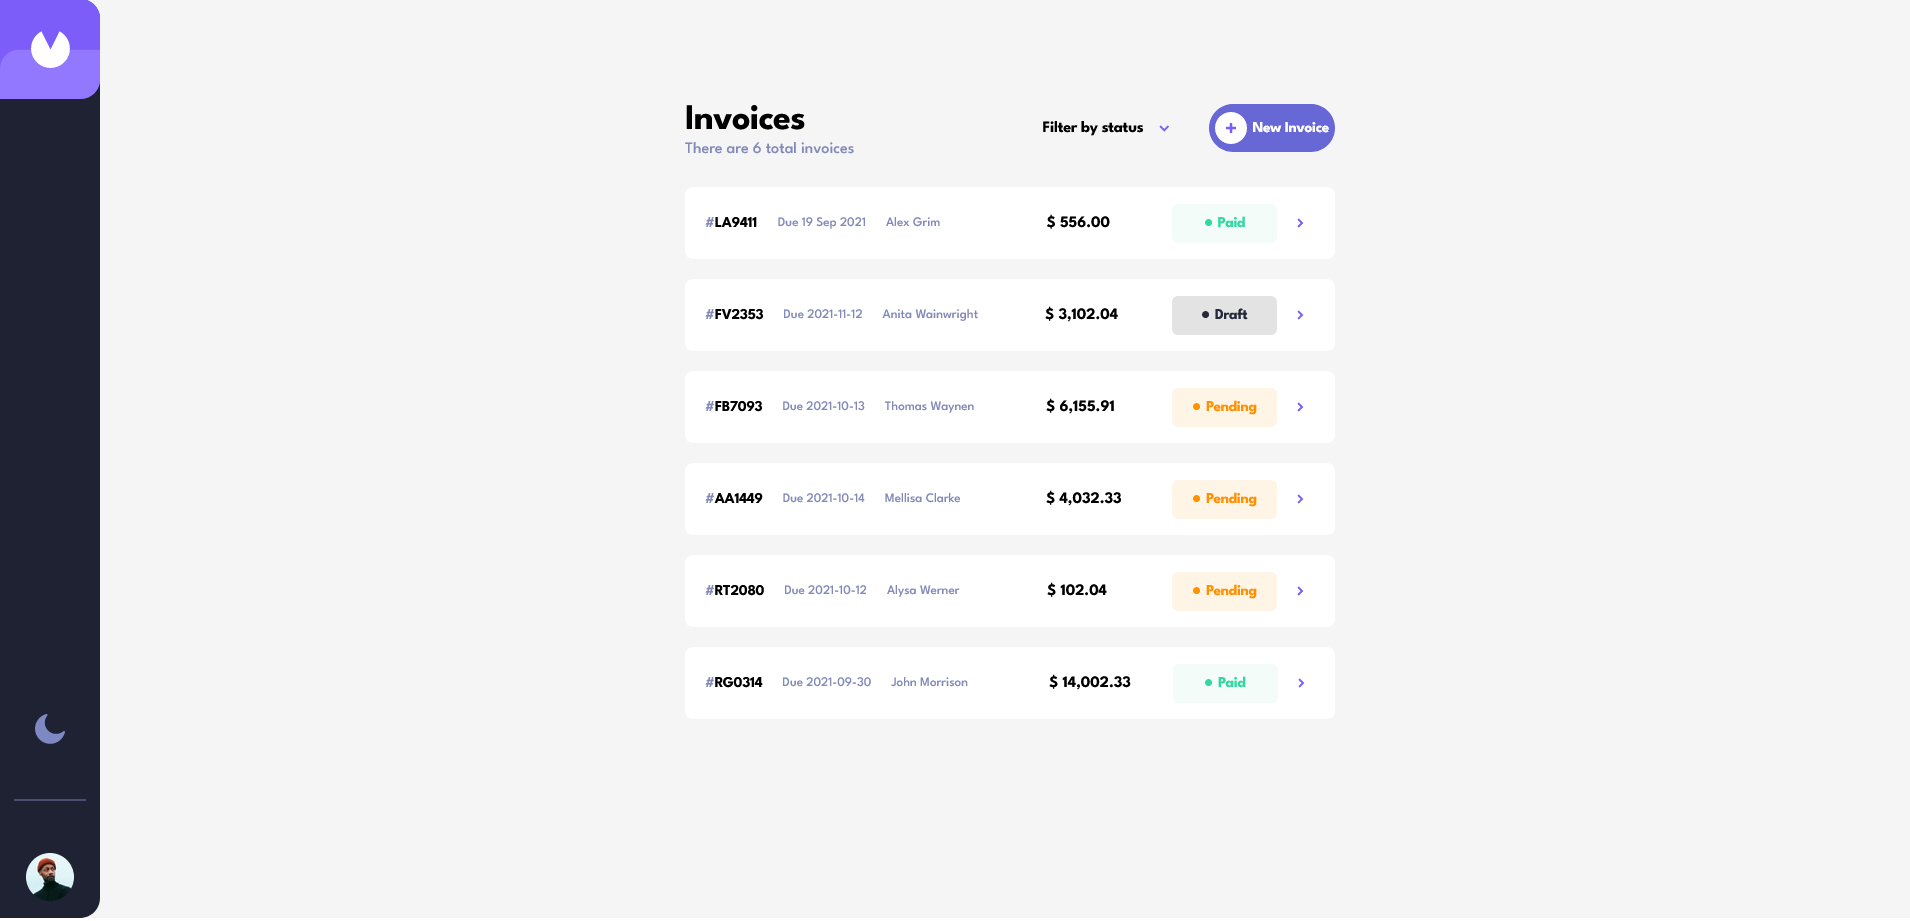 Invoices
There are 6 total invoices
Filter by status
New Invoice
#LA9411 Due 19 Sep 2021 Alex Grim $ 556.00 Paid
#FV2353 Due 2021-11-12 Anita Wainwright $ 3,102.04 Draft
#FB7093 Due 2021-10-13 Thomas Waynen $ 6,155.91 Pending
#AA1449 Due 2021-10-14 Mellisa Clarke $ 4,032.33 Pending
#RT2080 Due 2021-10-12 Alysa Werner $ 102.04 Pending
#RG0314 Due 2021-09-30 John Morrison $ 14,002.33 Paid